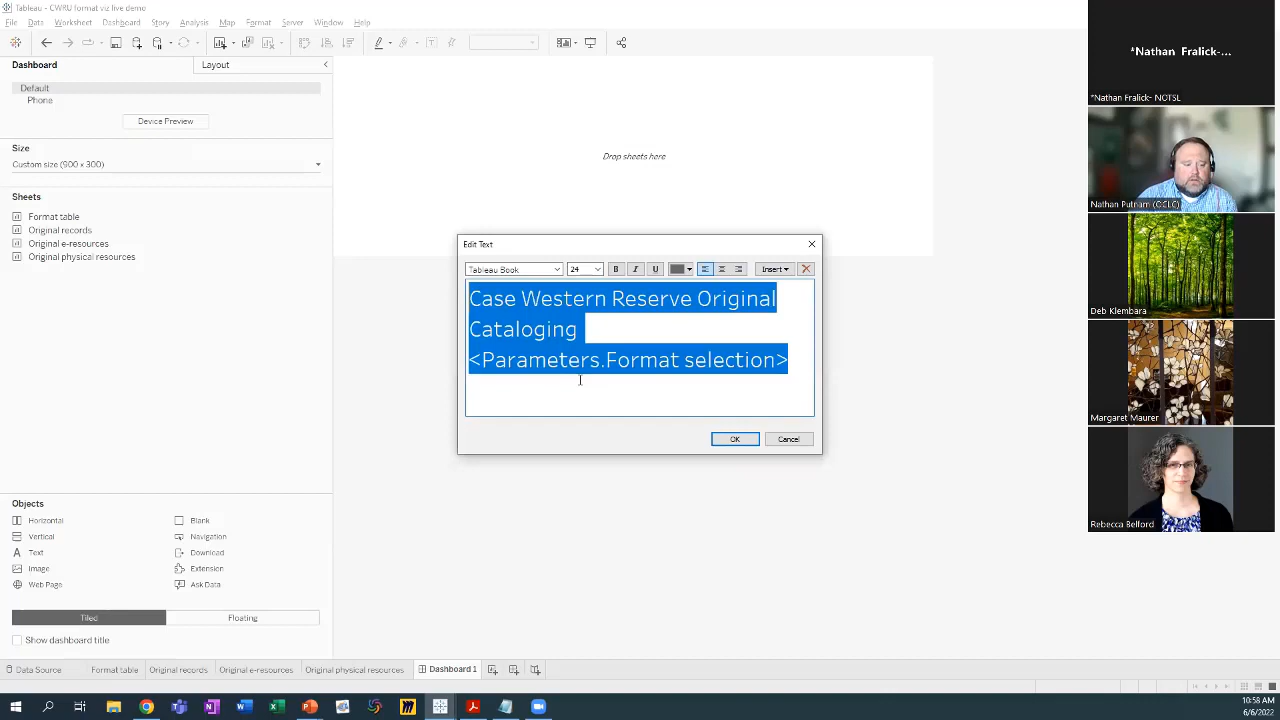 Tableau - CWRU format viz live demo
File Data Worksheet Dashboard Story Analysis Map Format Server Window Help
Dashboard
Layout
Default
Phone
Device Preview
Size
Custom size (900 x 300)
Sheets
Format table
Original records
Original e-resources
Original physical resources
Drop sheets here
Edit Text
Tableau Book
24
B I U
Insert
Case Western Reserve Original
Cataloging
<Parameters.Format selection>
OK
Cancel
Objects
Horizontal
Blank
Vertical
Navigation
Text
Download
Image
Extension
Web Page
Ask Data
Tiled
Floating
Show dashboard title
Data Source
Format table
Original records
Original e-resources
Original physical resources
Dashboard 1
10:58 AM
6/6/2022
*Nathan Fralick-...
*Nathan Fralick- NOTSL
Nathan Putnam (OCLC)
Deb Klembara
Margaret Maurer
Rebecca Belford